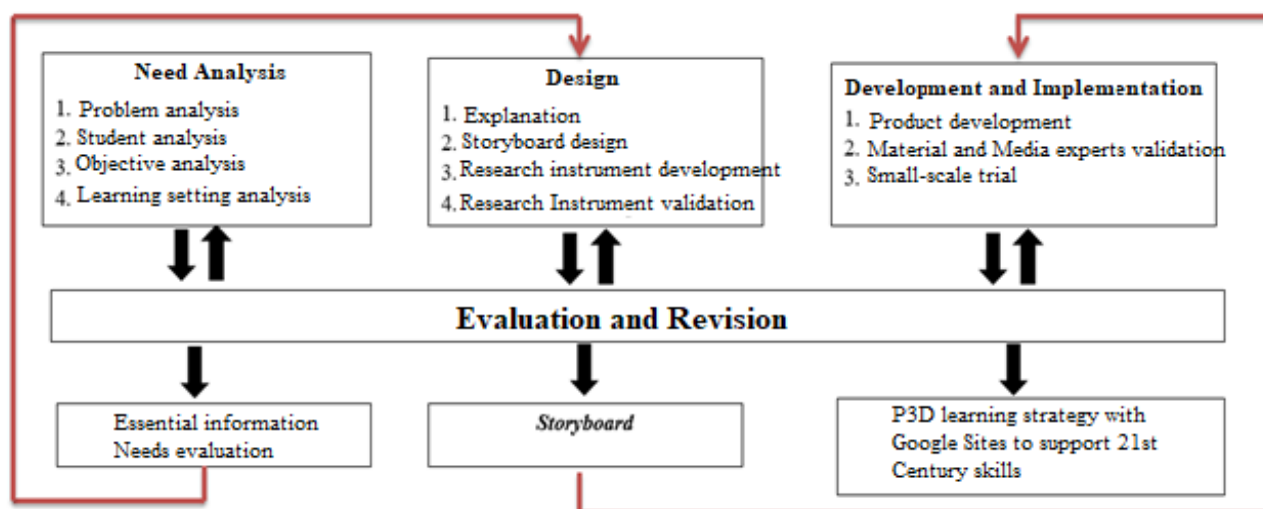 Need Analysis
1. Problem analysis
2. Student analysis
3. Objective analysis
4. Learning setting analysis
Design
1. Explanation
2. Storyboard design
3. Research instrument development
4. Research Instrument validation
Development and Implementation
1. Product development
2. Material and Media experts validation
3. Small-scale trial
Evaluation and Revision
Essential information
Needs evaluation
Storyboard
P3D learning strategy with
Google Sites to support 21st
Century skills